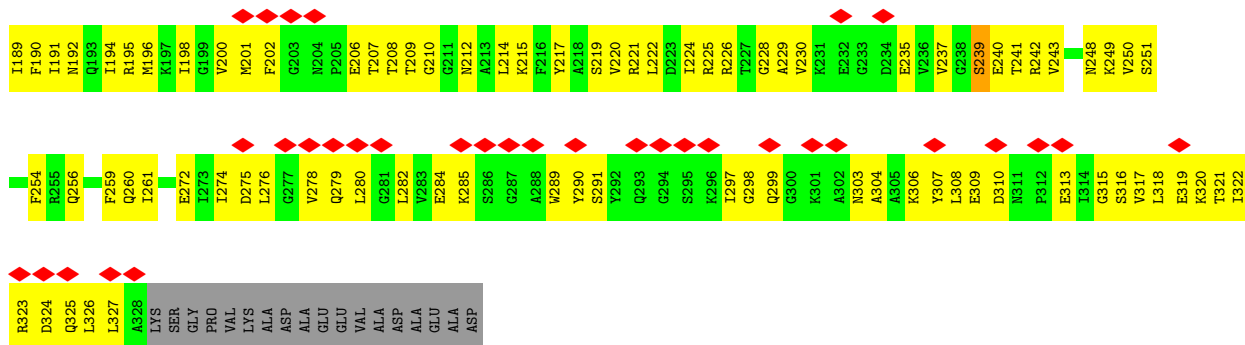 I189 F190 I191 N192 Q193 I194 R195 M196 K197 I198 G199 V200 M201 F202 G203 N204 P205 E206 T207 T208 T209 G210 G211 N212 A213 L214 K215 F216 Y217 A218 S219 V220 R221 L222 D223 I224 R225 R226 T227 G228 A229 V230 K231 E232 G233 D234 E235 V236 V237 G238 S239 E240 T241 R242 V243 N248 K249 V250 S251
F254 R255 Q256 F259 Q260 I261 E272 I273 I274 D275 L276 G277 V278 Q279 L280 G281 L282 V283 E284 K285 S286 G287 A288 W289 Y290 S291 Y292 Q293 G294 S295 K296 I297 G298 Q299 G300 K301 A302 N303 A304 A305 K306 Y307 L308 E309 D310 N311 P312 E313 I314 G315 S316 V317 L318 E319 K320 T321 I322
R323 D324 Q325 L326 L327 A328 LYS SER GLY PRO VAL LYS ALA ASP ALA GLU GLU VAL ALA ASP ALA GLU ALA ASP